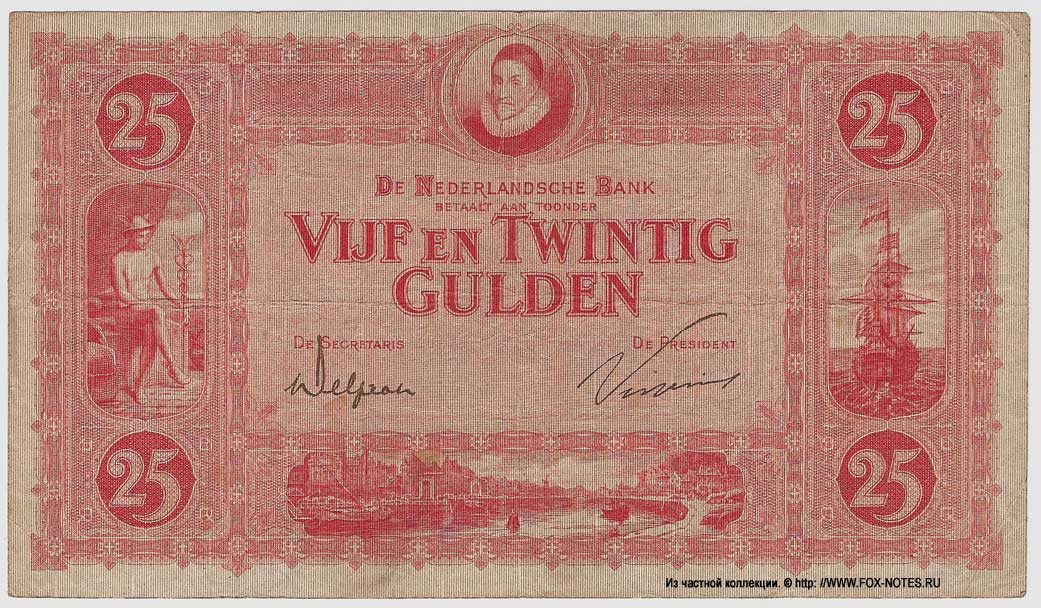 25
25
DE NEDERLANDSCHE BANK
BETAALT AAN TOONDER
VIJF EN TWINTIG
GULDEN
DE SECRETARIS
DE PRESIDENT
25
25
Из частной коллекции. © http: //WWW.FOX-NOTES.RU